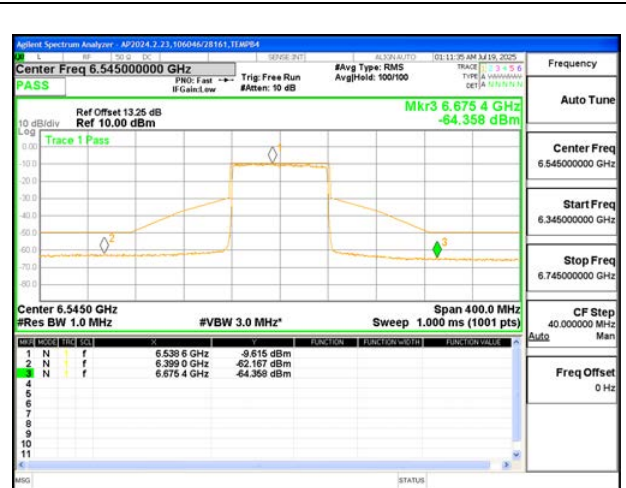 Agilent Spectrum Analyzer - AP2024.2.23,106046/28161,TEMPB4
L RF 50 Ω DC SENSE:INT ALIGN AUTO 01:11:35 AM Jul 19, 2025
Center Freq 6.545000000 GHz
PNO: Fast
IFGain:Low
Trig: Free Run
#Atten: 10 dB
#Avg Type: RMS
Avg|Hold: 100/100
TRACE 1 2 3 4 5 6
TYPE
DET A N N N N N
PASS
Frequency
Auto Tune
Ref Offset 13.25 dB
Ref 10.00 dBm
10 dB/div
Log
Mkr3 6.675 4 GHz
-64.358 dBm
Trace 1 Pass
0.00
-10.0
-20.0
-30.0
-40.0
-50.0
-60.0
-70.0
-80.0
1
2
3
Center Freq
6.545000000 GHz
Start Freq
6.345000000 GHz
Stop Freq
6.745000000 GHz
Center 6.5450 GHz
#Res BW 1.0 MHz
#VBW 3.0 MHz*
Span 400.0 MHz
Sweep 1.000 ms (1001 pts)
CF Step
40.000000 MHz
Auto Man
Freq Offset
0 Hz
MKR MODE TRC SCL X Y FUNCTION FUNCTION WIDTH FUNCTION VALUE
1 N 1 f 6.538 6 GHz -9.615 dBm
2 N 1 f 6.399 0 GHz -62.167 dBm
3 N 1 f 6.675 4 GHz -64.358 dBm
4
5
6
7
8
9
10
11
MSG
STATUS